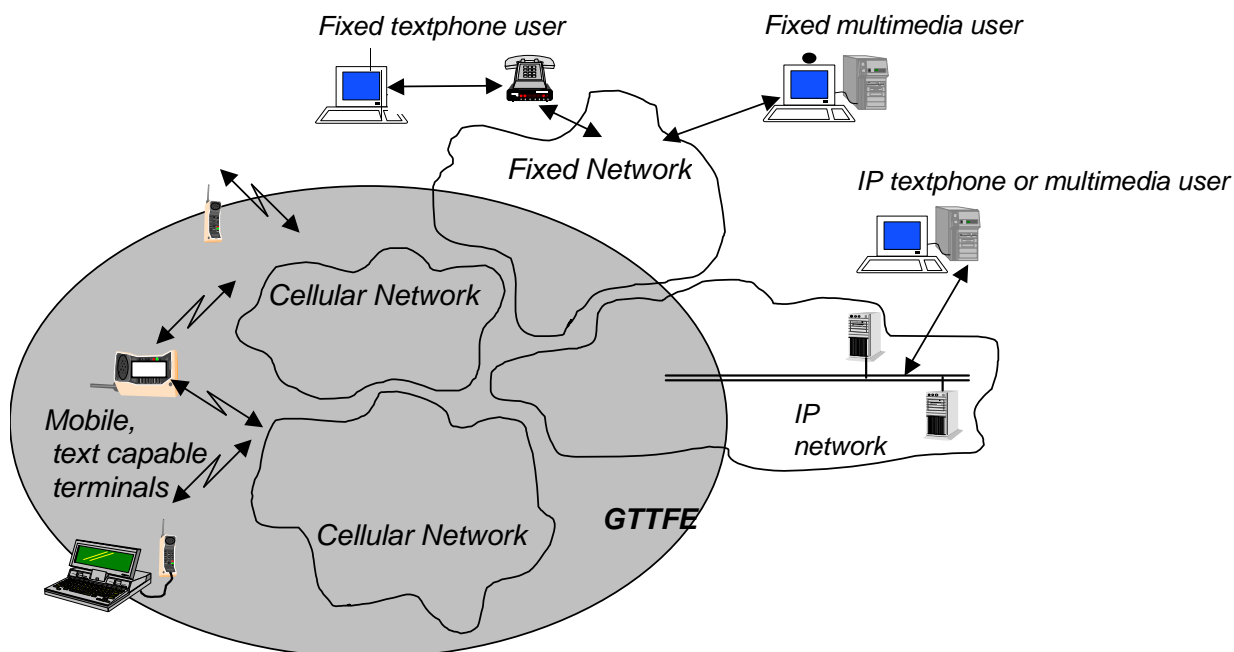 Fixed textphone user
Fixed multimedia user
Fixed Network
IP textphone or multimedia user
Cellular Network
Mobile,
text capable
terminals
IP
network
GTTFE
Cellular Network